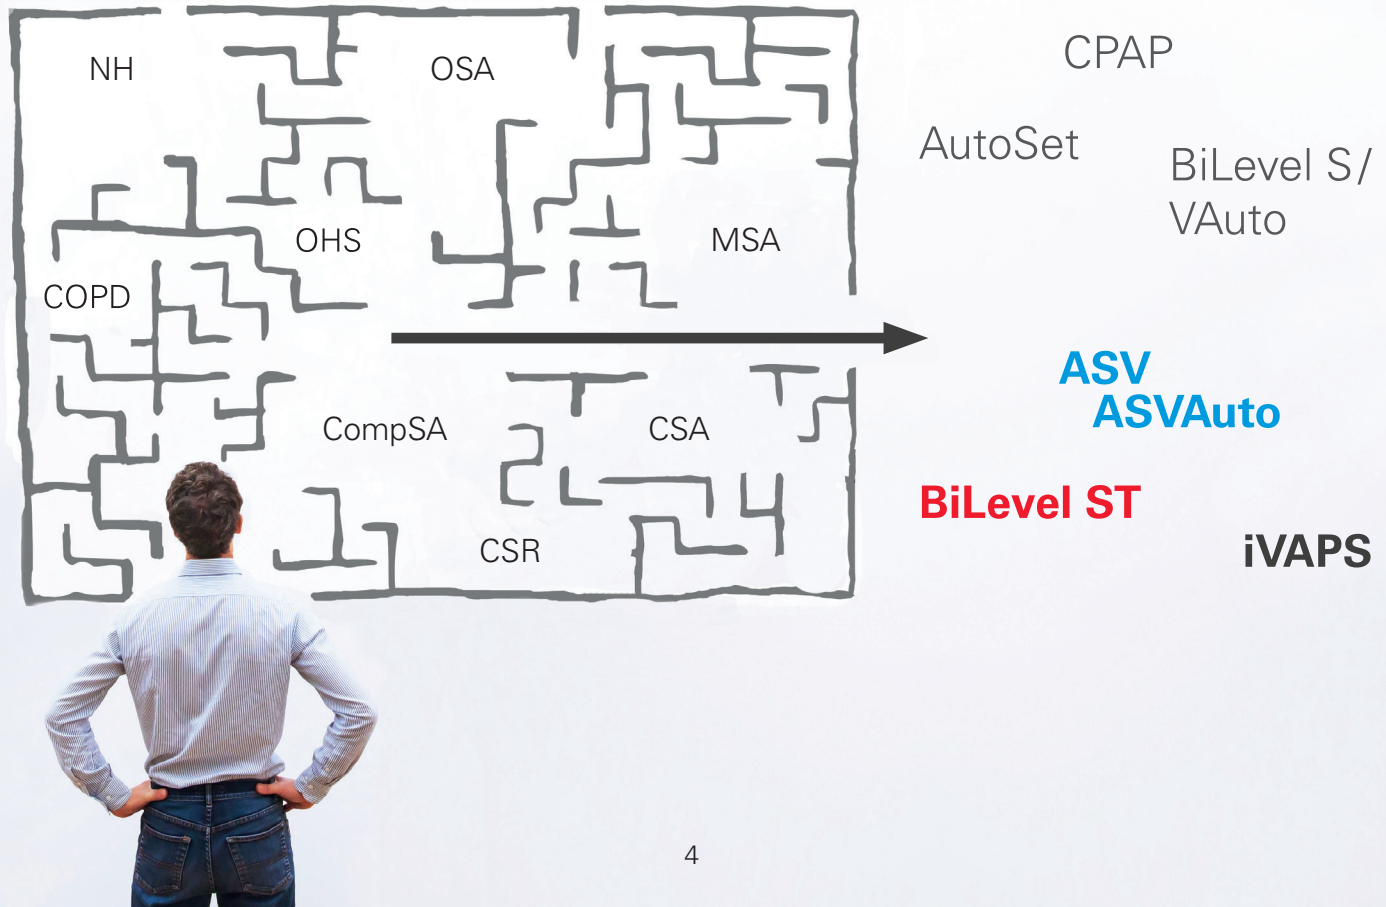 NH
OSA
OHS
MSA
COPD
CompSA
CSA
CSR
CPAP
AutoSet
BiLevel S/
VAuto
ASV
ASVAuto
BiLevel ST
iVAPS
4